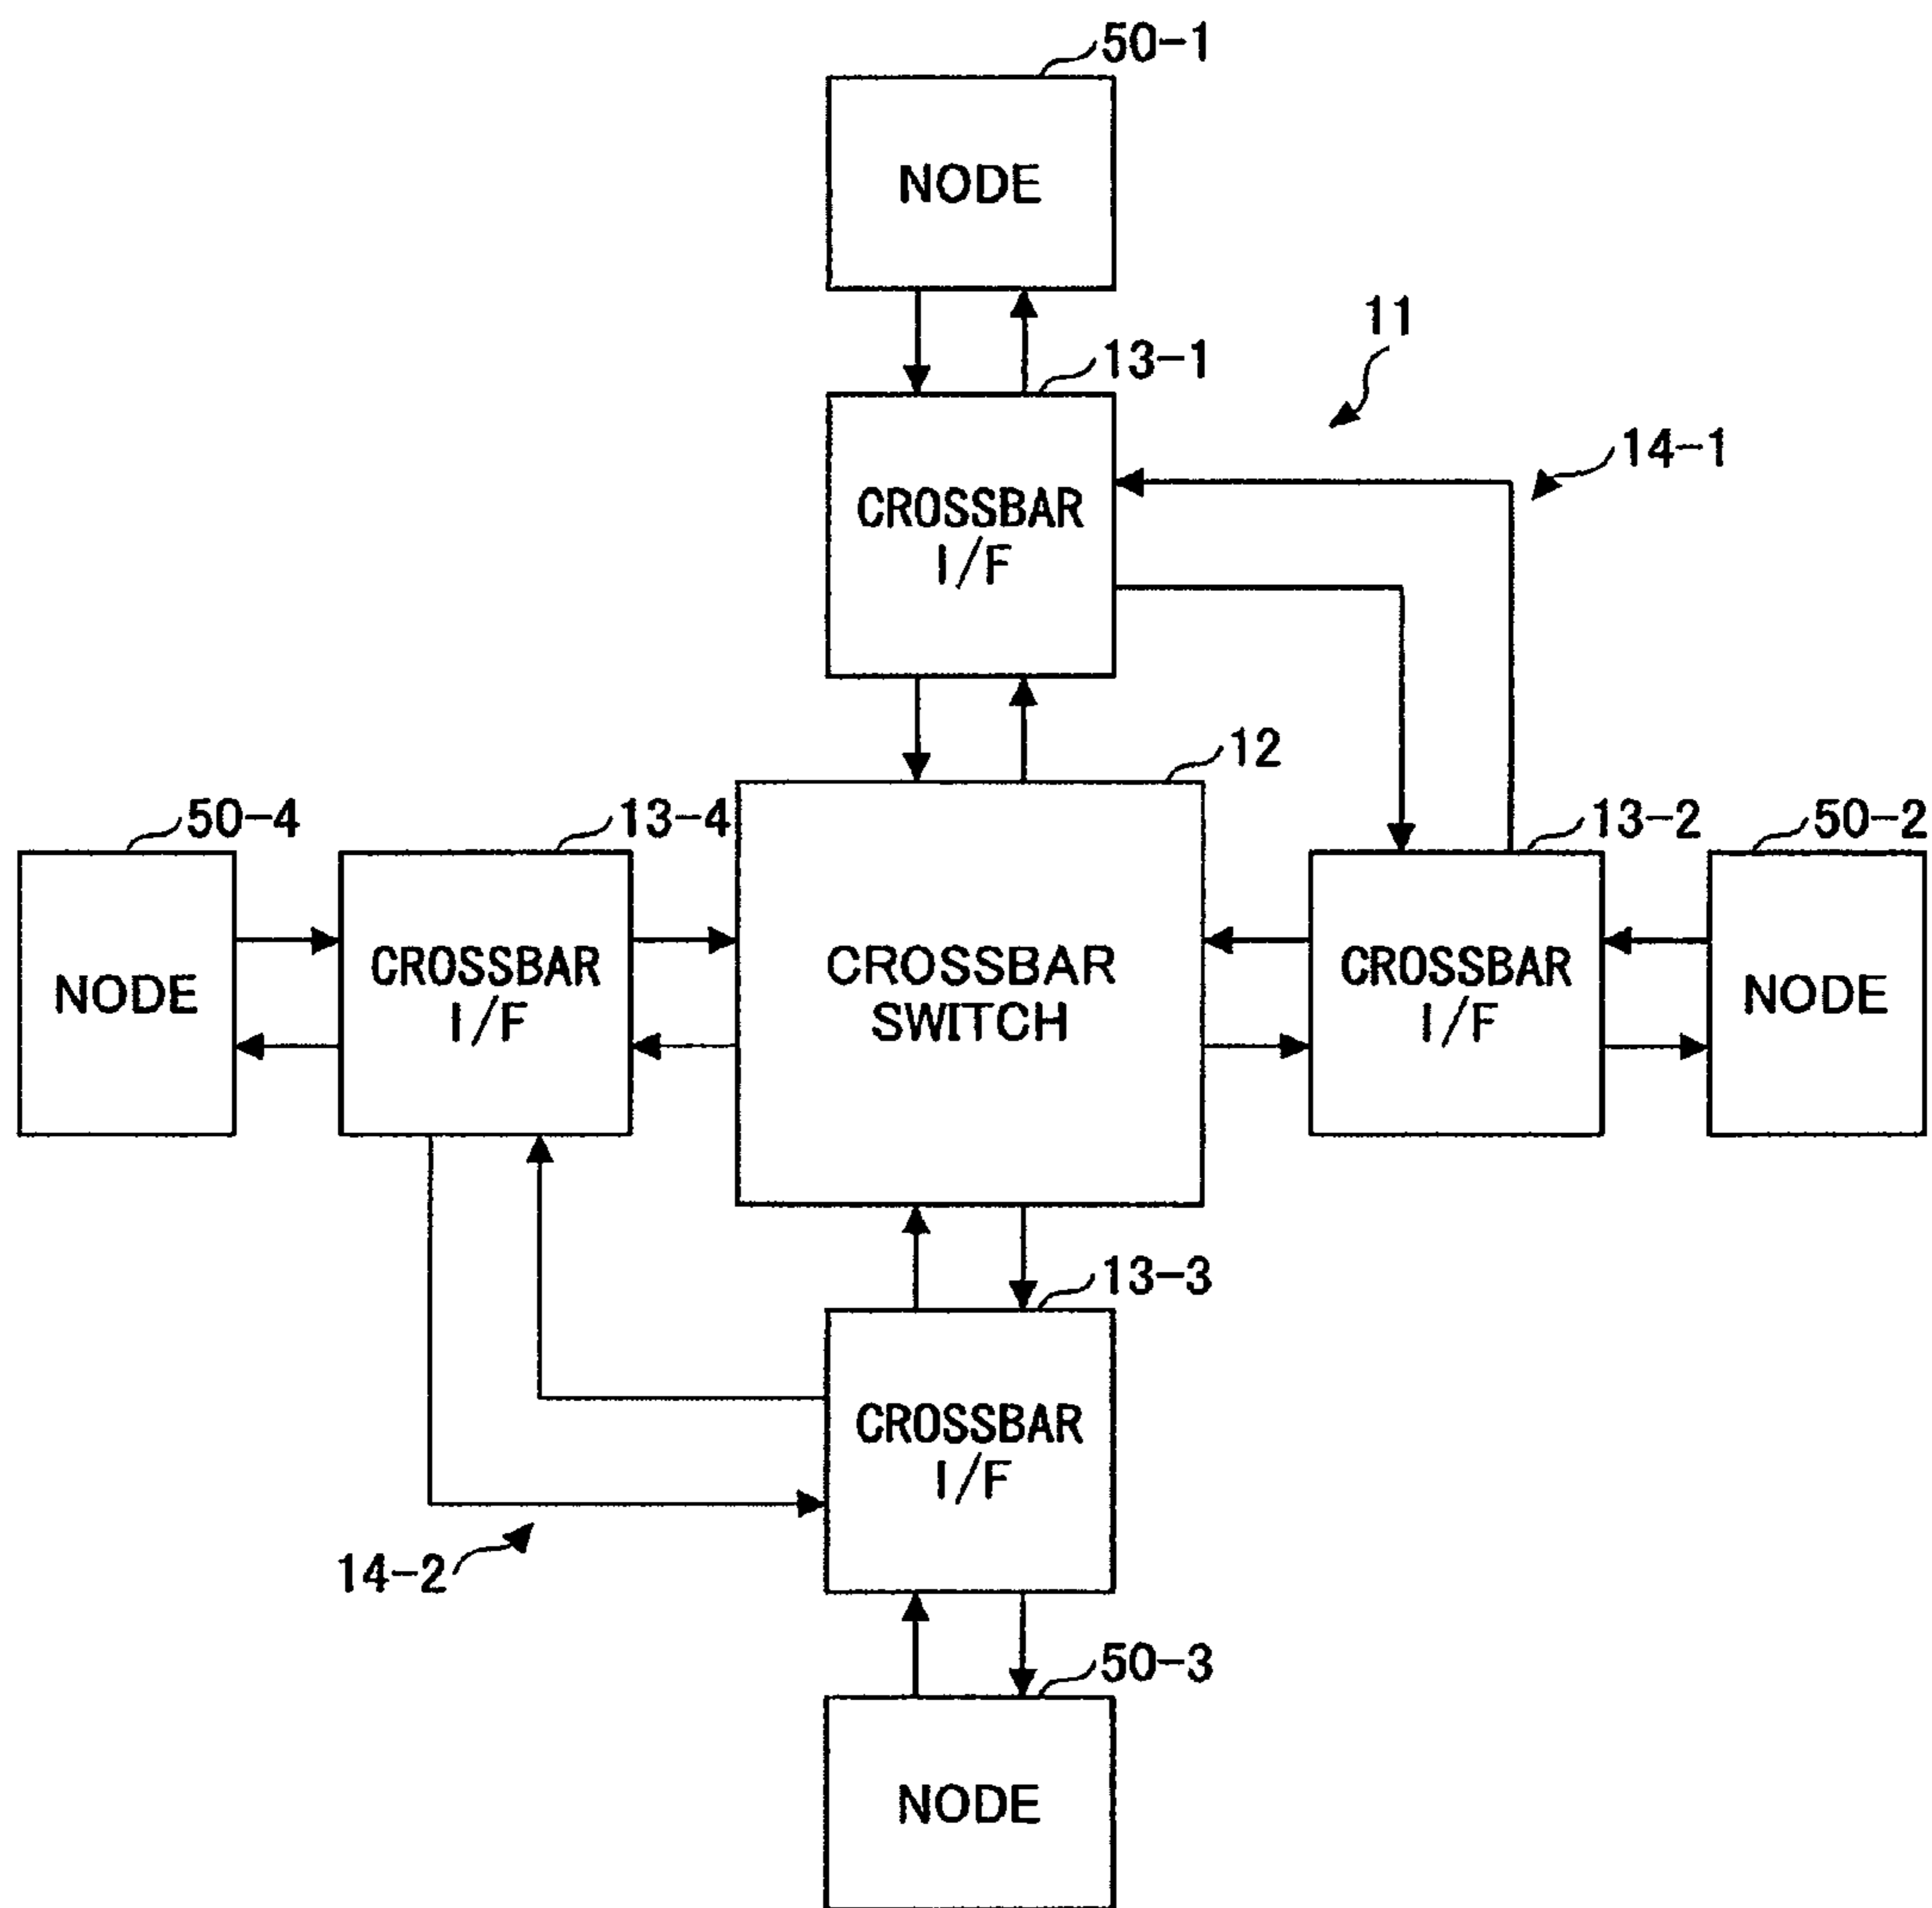 50-1
NODE
11
13-1
14-1
CROSSBAR
I/F
12
50-4
13-4
13-2
50-2
NODE
CROSSBAR
I/F
CROSSBAR
SWITCH
CROSSBAR
I/F
NODE
13-3
CROSSBAR
I/F
14-2
50-3
NODE